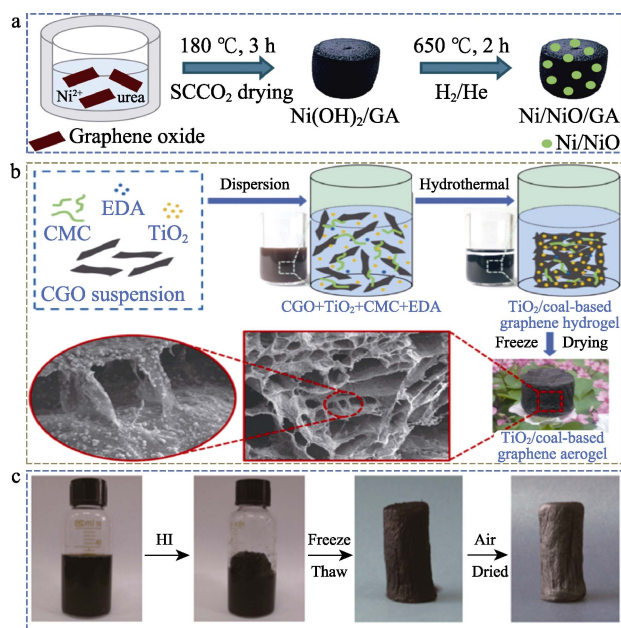 a
180 ℃, 3 h
650 ℃, 2 h
SCCO₂ drying
H₂/He
Ni²⁺
urea
Ni(OH)₂/GA
Ni/NiO/GA
Graphene oxide
Ni/NiO
b
EDA
CMC
TiO₂
CGO suspension
Dispersion
Hydrothermal
CGO+TiO₂+CMC+EDA
TiO₂/coal-based
graphene hydrogel
Freeze Drying
TiO₂/coal-based
graphene aerogel
c
HI
Freeze
Thaw
Air
Dried